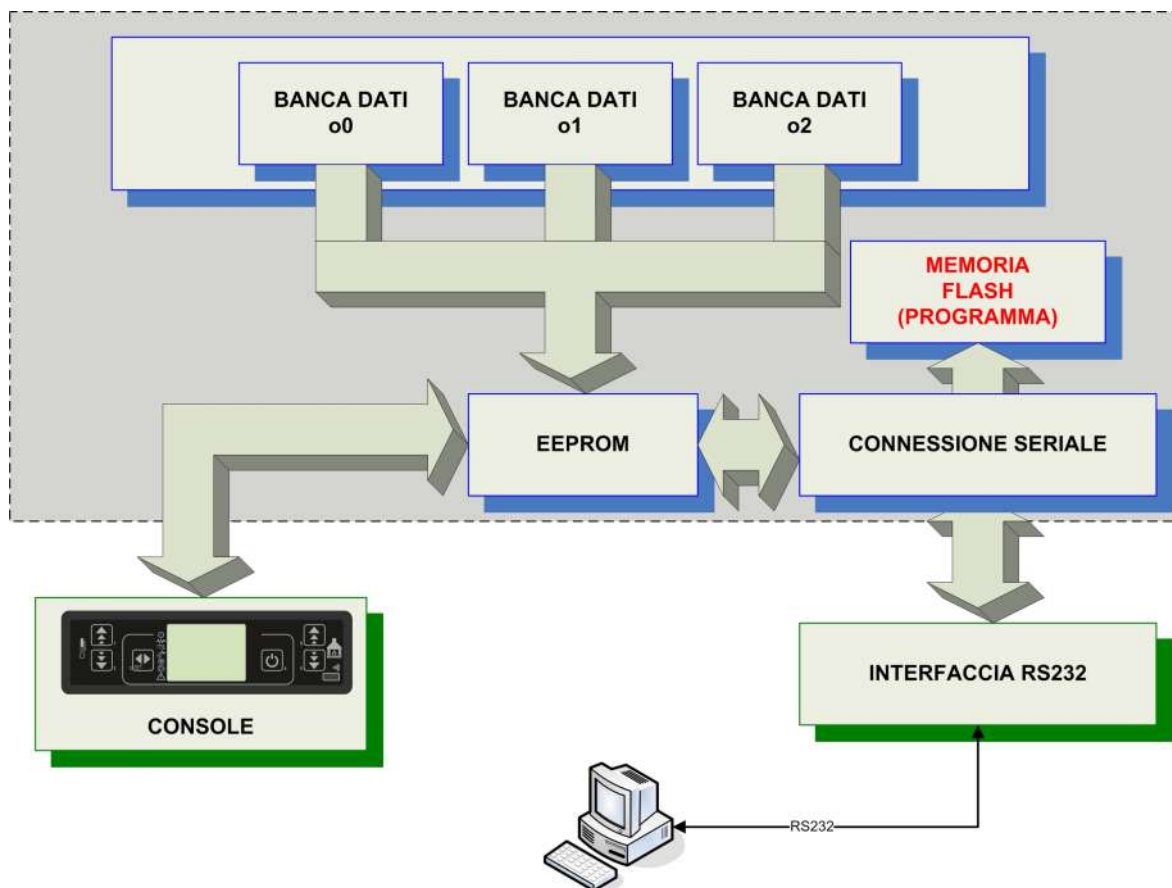 BANCA DATI
o0
BANCA DATI
o1
BANCA DATI
o2
MEMORIA
FLASH
(PROGRAMMA)
EEPROM
CONNESSIONE SERIALE
CONSOLE
INTERFACCIA RS232
RS232